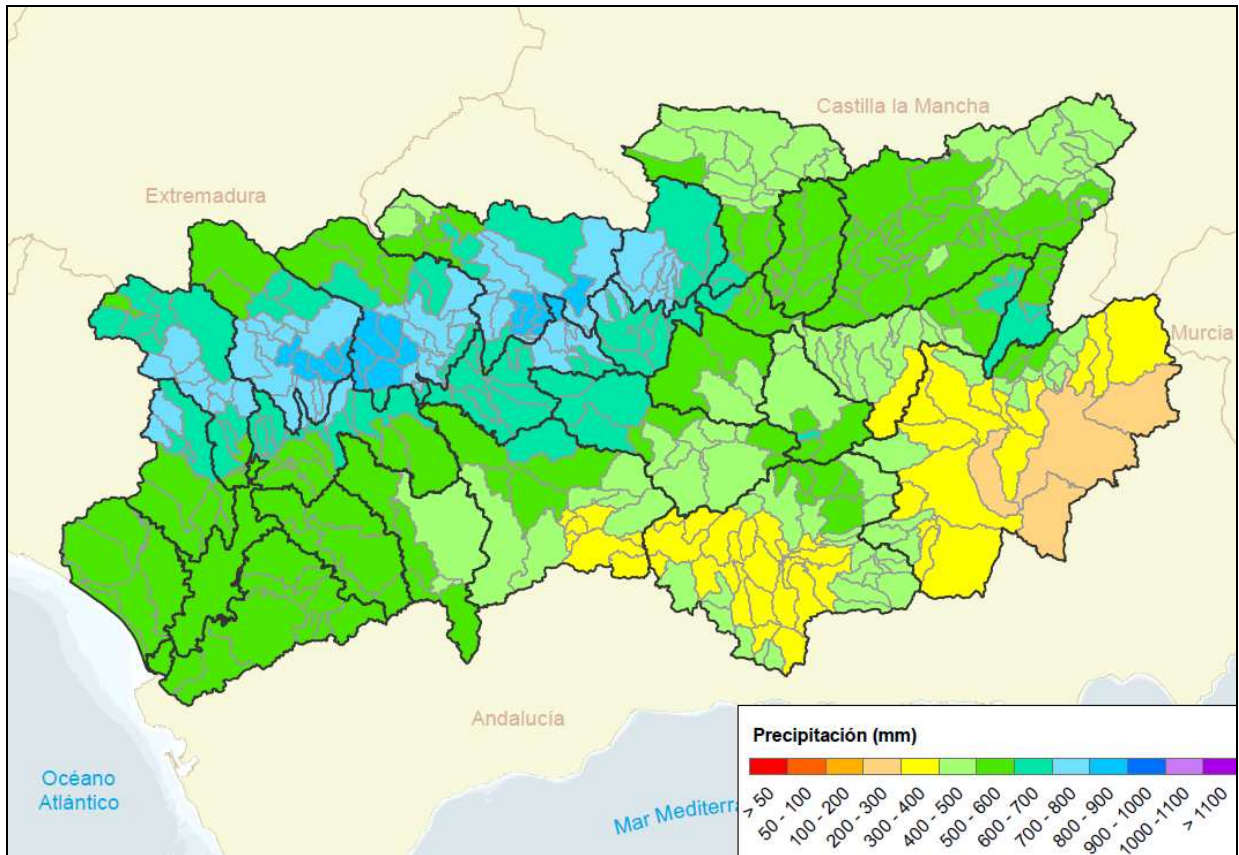 Castilla la Mancha
Extremadura
Murcia
Andalucía
Océano
Atlántico
Mar Mediterr
Precipitación (mm)
> 50
50 - 100
100 - 200
200 - 300
300 - 400
400 - 500
500 - 600
600 - 700
700 - 800
800 - 900
900 - 1000
1000 -1100
> 1100